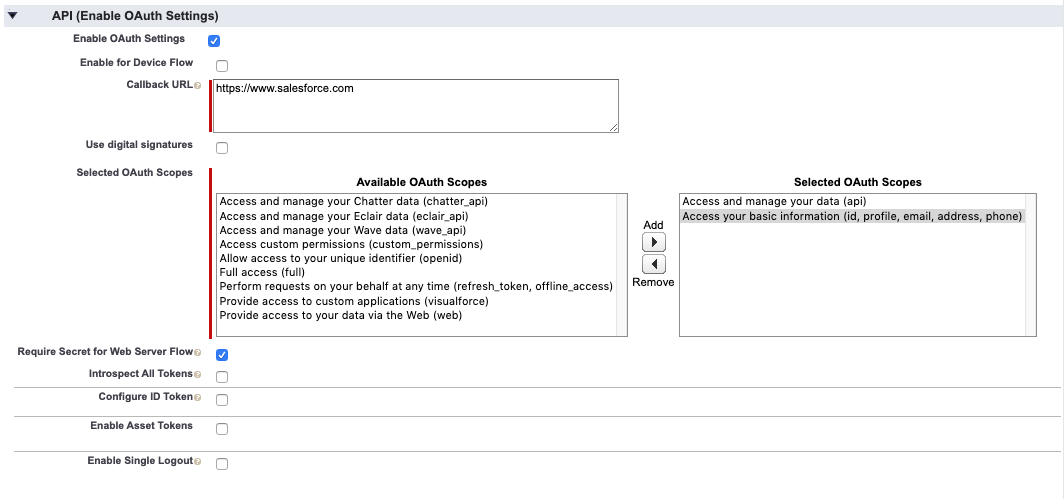 API (Enable OAuth Settings)
Enable OAuth Settings
Enable for Device Flow
Callback URL
https://www.salesforce.com
Use digital signatures
Selected OAuth Scopes
Available OAuth Scopes
Access and manage your Chatter data (chatter_api)
Access and manage your Eclair data (eclair_api)
Access and manage your Wave data (wave_api)
Access custom permissions (custom_permissions)
Allow access to your unique identifier (openid)
Full access (full)
Perform requests on your behalf at any time (refresh_token, offline_access)
Provide access to custom applications (visualforce)
Provide access to your data via the Web (web)
Add
Remove
Selected OAuth Scopes
Access and manage your data (api)
Access your basic information (id, profile, email, address, phone)
Require Secret for Web Server Flow
Introspect All Tokens
Configure ID Token
Enable Asset Tokens
Enable Single Logout